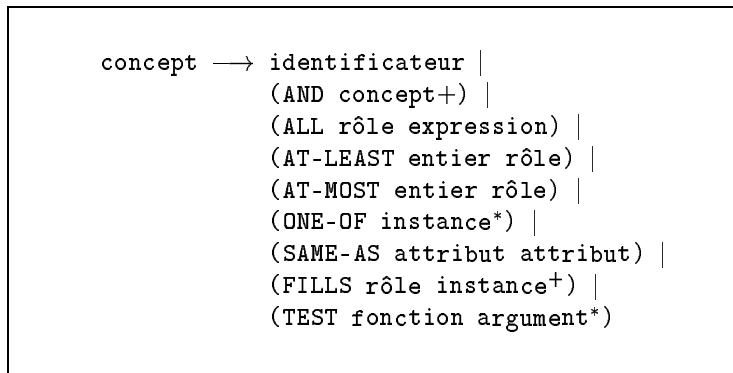 concept ⟶ identificateur |
(AND concept+) |
(ALL rôle expression) |
(AT-LEAST entier rôle) |
(AT-MOST entier rôle) |
(ONE-OF instance*) |
(SAME-AS attribut attribut) |
(FILLS rôle instance+) |
(TEST fonction argument*)